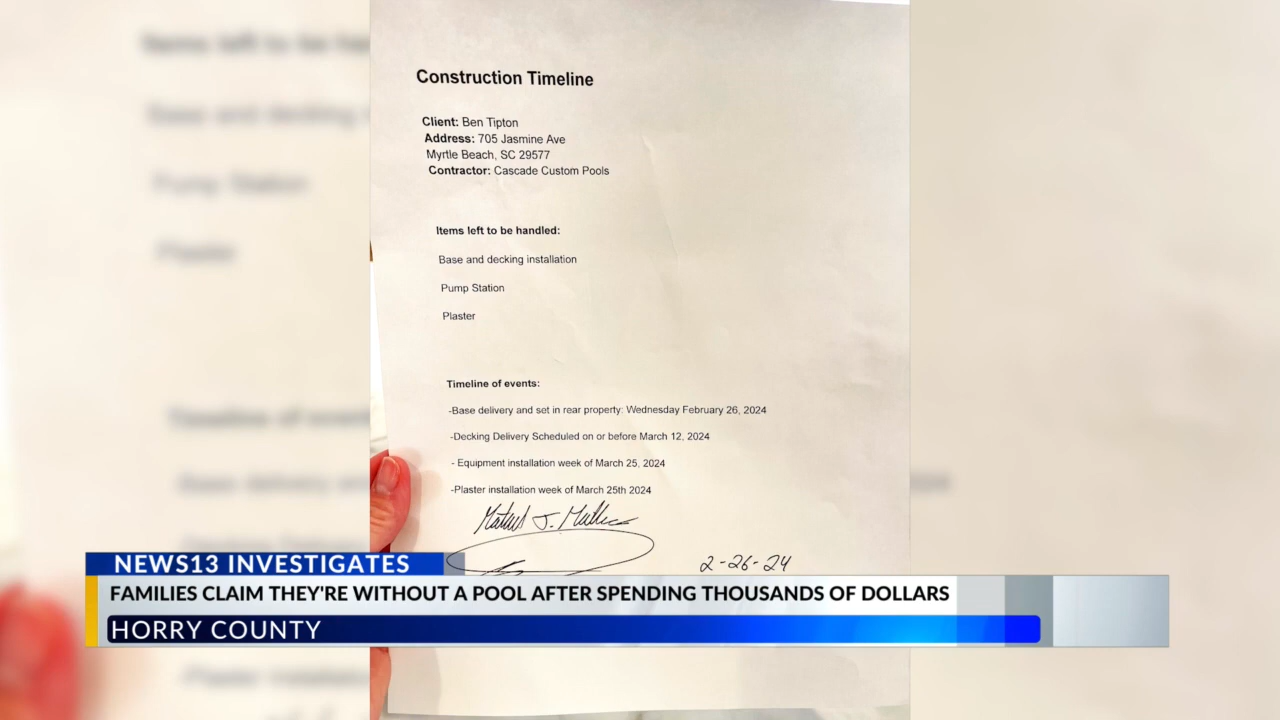 Construction Timeline
Client: Ben Tipton
Address: 705 Jasmine Ave
Myrtle Beach, SC 29577
Contractor: Cascade Custom Pools
Items left to be handled:
Base and decking installation
Pump Station
Plaster
Timeline of events:
-Base delivery and set in rear property: Wednesday February 26, 2024
-Decking Delivery Scheduled on or before March 12, 2024
- Equipment installation week of March 25, 2024
-Plaster installation week of March 25th 2024
2-26-24
NEWS13 INVESTIGATES
FAMILIES CLAIM THEY'RE WITHOUT A POOL AFTER SPENDING THOUSANDS OF DOLLARS
HORRY COUNTY